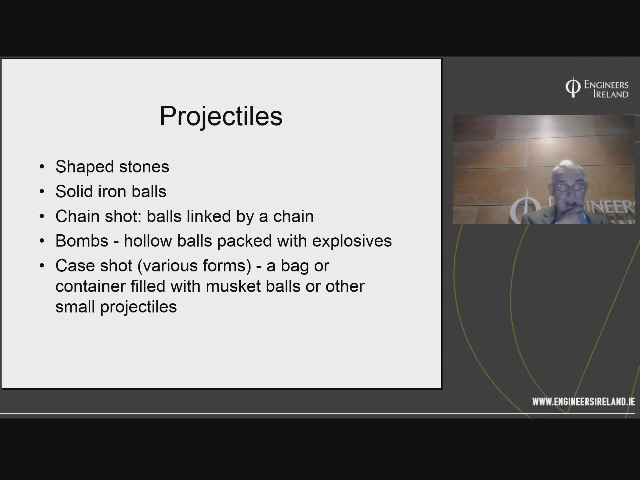 Projectiles
• Shaped stones
• Solid iron balls
• Chain shot: balls linked by a chain
• Bombs - hollow balls packed with explosives
• Case shot (various forms) - a bag or
container filled with musket balls or other
small projectiles
ENGINEERS
IRELAND
WWW.ENGINEERSIRELAND.IE